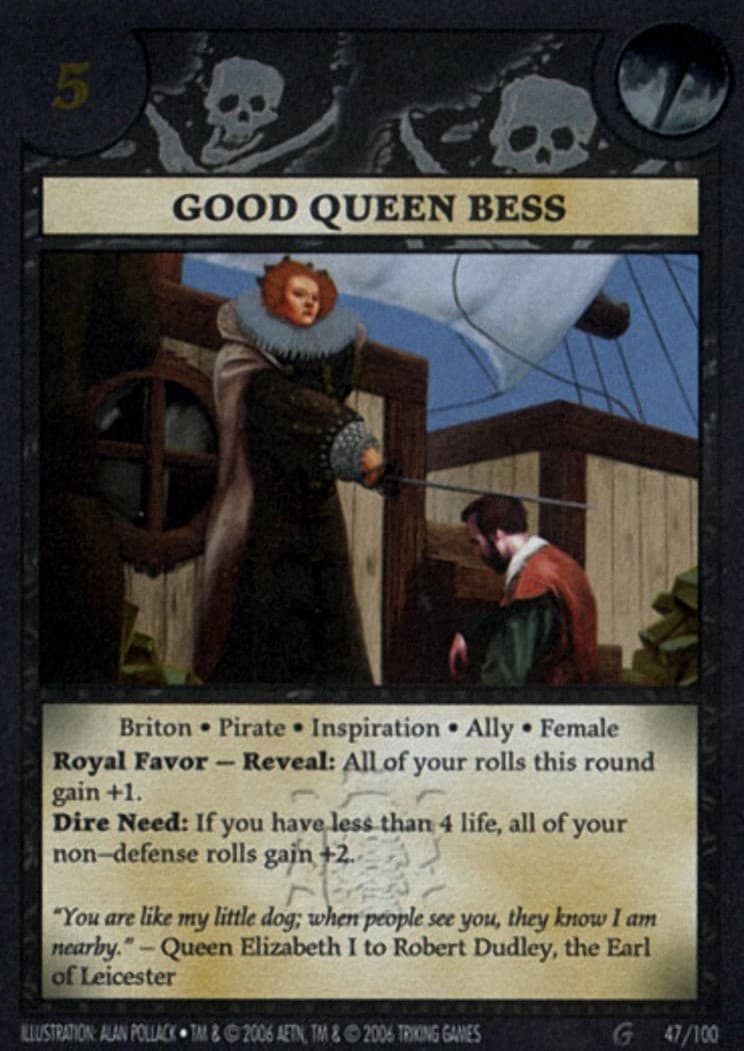 5
GOOD QUEEN BESS
Briton • Pirate • Inspiration • Ally • Female
Royal Favor – Reveal: All of your rolls this round
gain +1.
Dire Need: If you have less than 4 life, all of your
non–defense rolls gain +2.
“You are like my little dog; when people see you, they know I am
nearby.” – Queen Elizabeth I to Robert Dudley, the Earl
of Leicester
ILLUSTRATION: ALAN POLLACK • TM & © 2006 AETN, TM & © 2006 TRIKING GAMES G 47/100